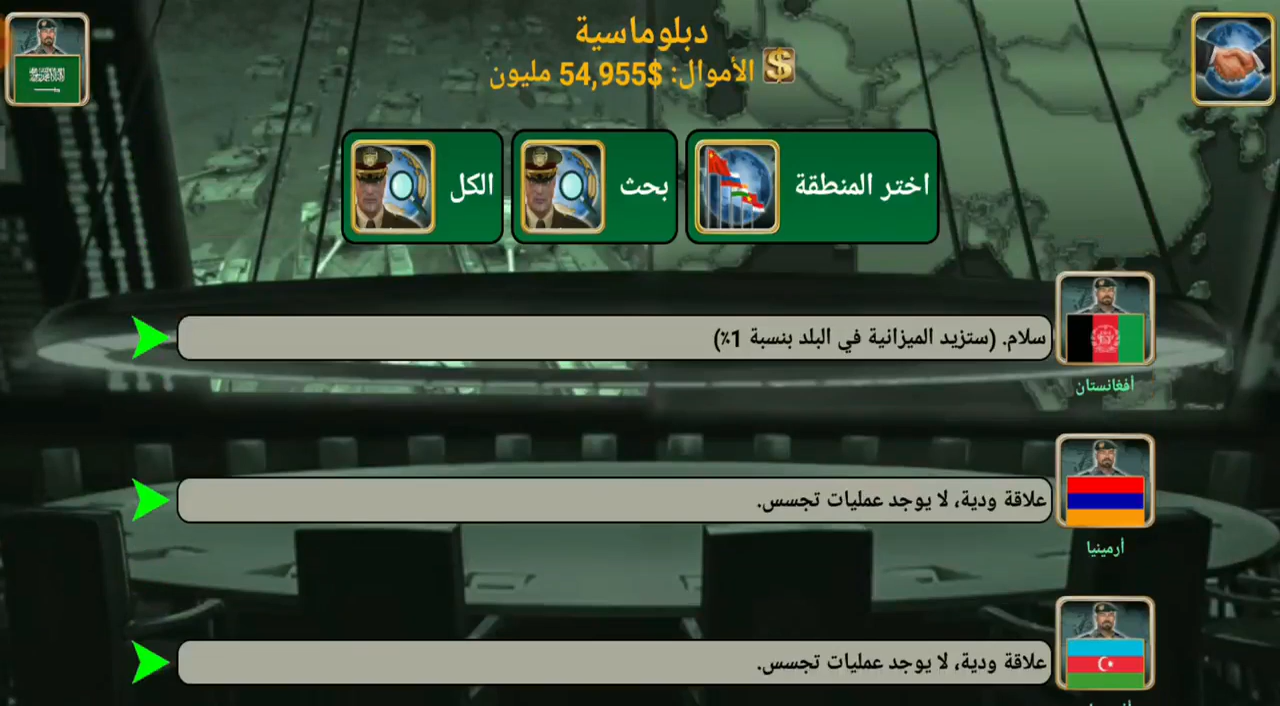 دبلوماسية
الأموال: $54,955 مليون
اختر المنطقة
بحث
الكل
سلام. (ستزيد الميزانية في البلد بنسبة 1٪)
أفغانستان
علاقة ودية، لا يوجد عمليات تجسس.
أرمينيا
علاقة ودية، لا يوجد عمليات تجسس.